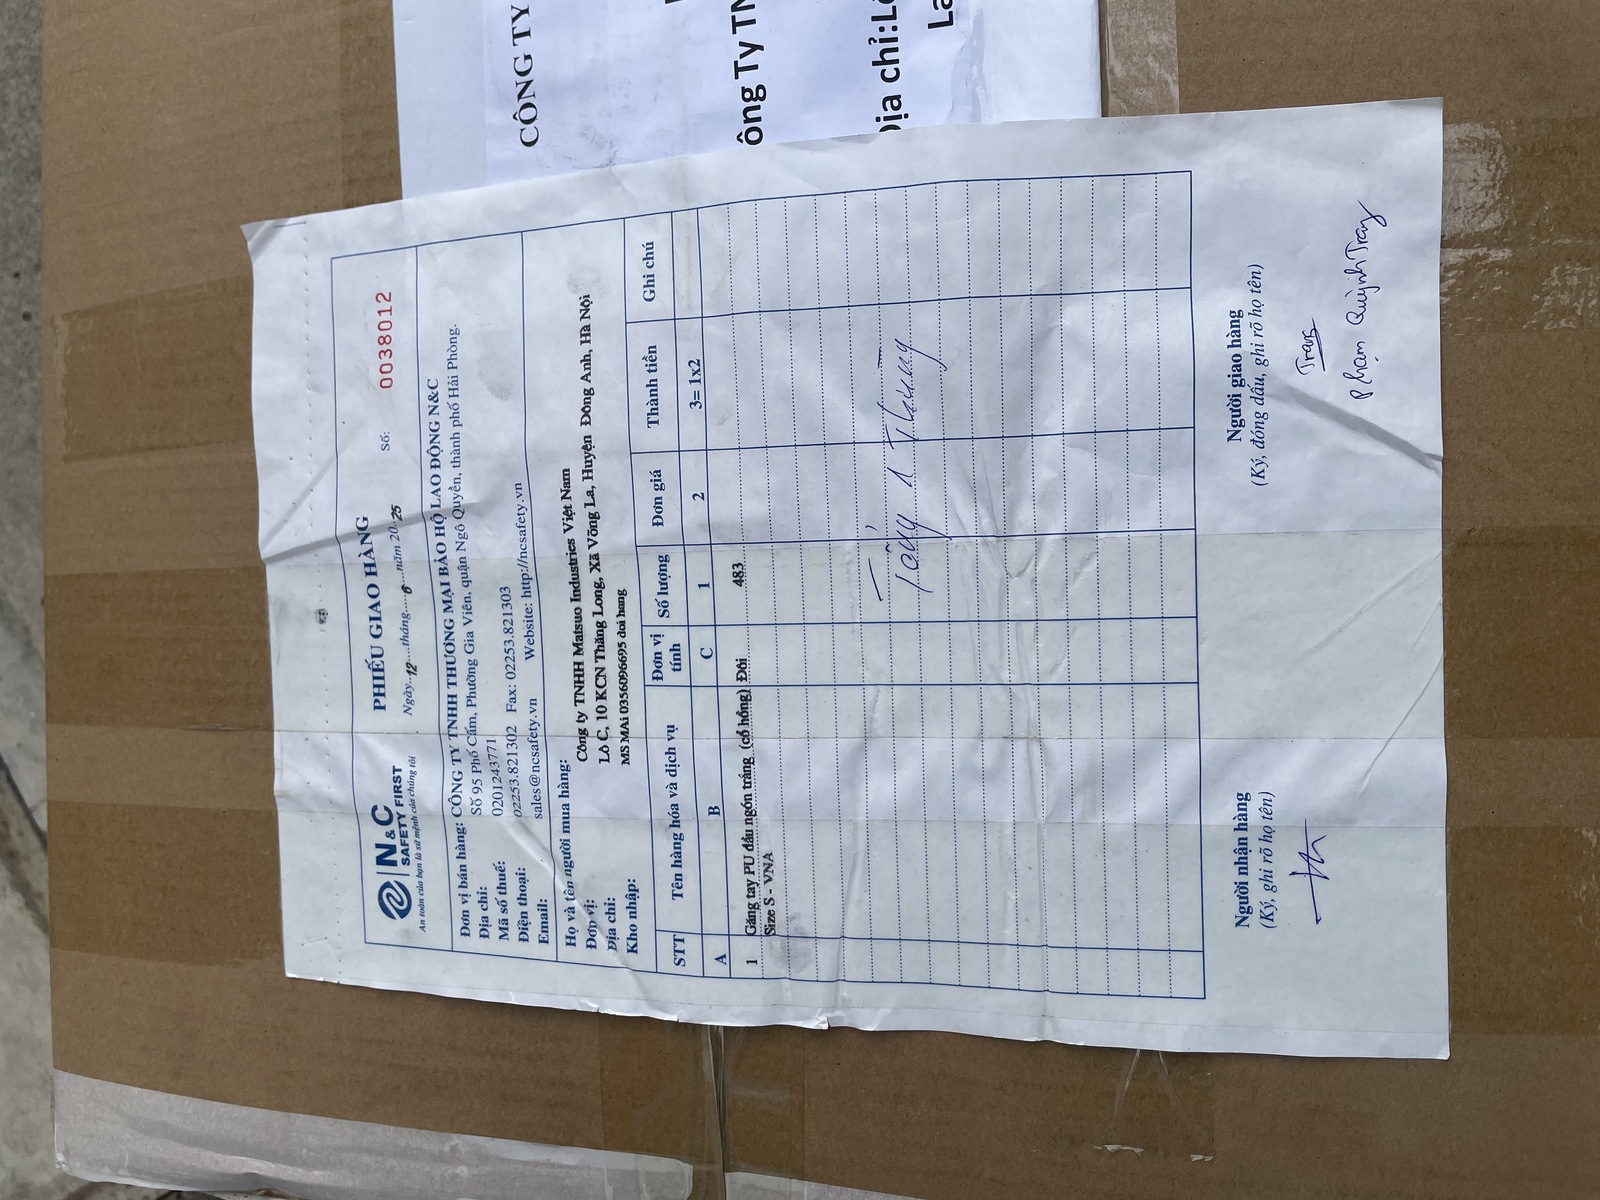 CÔNG TY
ông Ty TN
Địa chỉ:Lô
La
N&C
SAFETY FIRST
An toàn của bạn là sứ mệnh của chúng tôi
PHIẾU GIAO HÀNG
Số: 0038012
Ngày 12 tháng 8 năm 20 25
Đơn vị bán hàng: CÔNG TY TNHH THƯƠNG MẠI BẢO HỘ LAO ĐỘNG N&C
Địa chỉ: Số 95 Phố Cấm, Phường Gia Viên, quận Ngô Quyền, thành phố Hải Phòng.
Mã số thuế: 0201243771
Điện thoại: 02253.821302 Fax: 02253.821303
Email: sales@ncsafety.vn Website: http://ncsafety.vn
Họ và tên người mua hàng:
Đơn vị: Công ty TNHH Matsuo Industries Việt Nam
Địa chỉ: Lô C, 10 KCN Thăng Long, Xã Võng La, Huyện Đông Anh, Hà Nội
Kho nhập: MS MAi 0356096695 doi hang
STT Tên hàng hóa và dịch vụ Đơn vị tính Số lượng Đơn giá Thành tiền Ghi chú
A B C 1 2 3= 1x2
1 Găng tay PU đầu ngón trắng (cổ hồng) Đôi 483
Size S - VNA
Tổng 1 Thùng
Người nhận hàng
(Ký, ghi rõ họ tên)
Người giao hàng
(Ký, đóng dấu, ghi rõ họ tên)
Trang
Phạm Quỳnh Trang